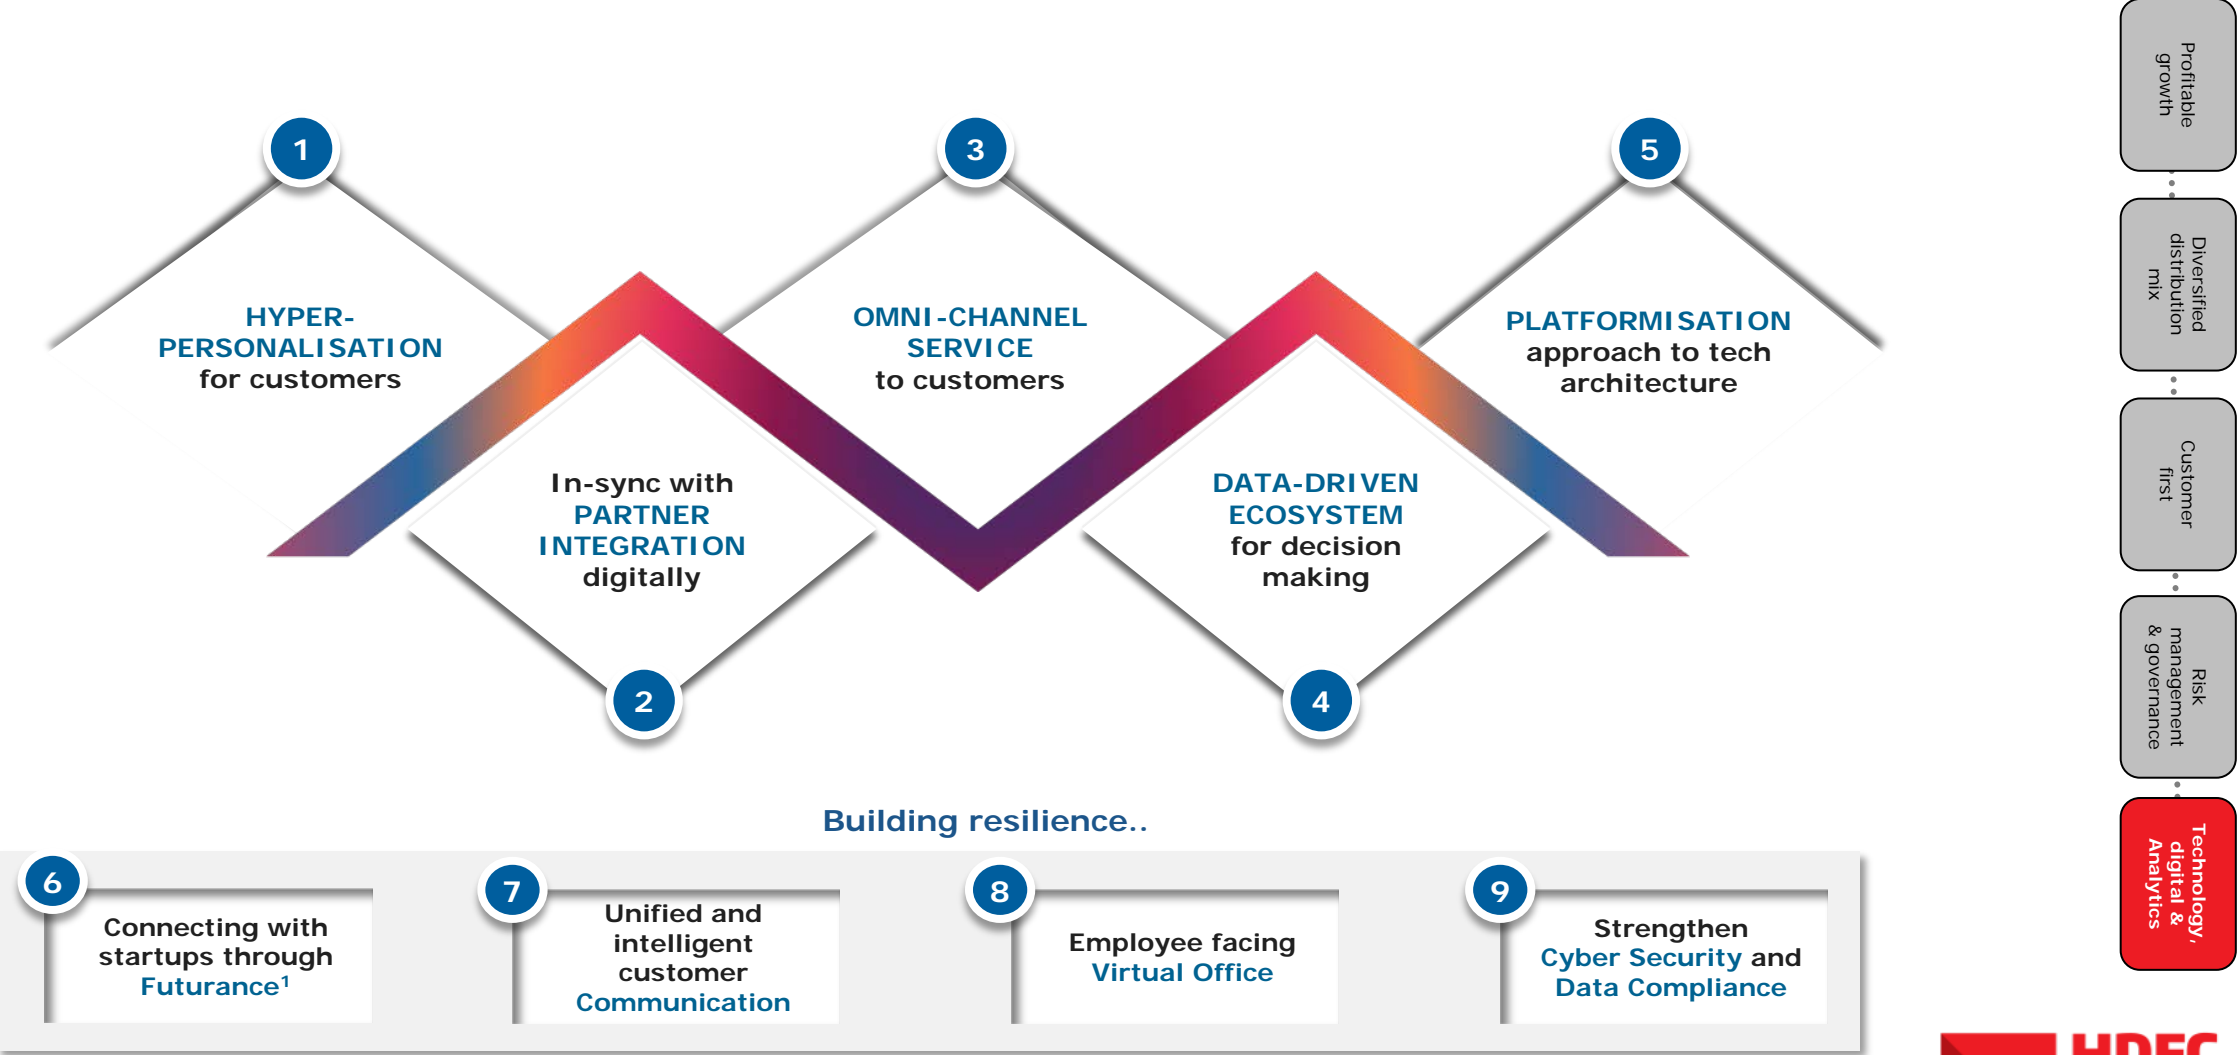 1
HYPER-
PERSONALISATION
for customers
2
In-sync with
PARTNER
INTEGRATION
digitally
3
OMNI-CHANNEL
SERVICE
to customers
4
DATA-DRIVEN
ECOSYSTEM
for decision
making
5
PLATFORMISATION
approach to tech
architecture
Building resilience..
6
Connecting with
startups through
Futurance¹
7
Unified and
intelligent
customer
Communication
8
Employee facing
Virtual Office
9
Strengthen
Cyber Security and
Data Compliance
Profitable
growth
Diversified
distribution
mix
Customer
first
Risk
management
& governance
Technology,
digital &
Analytics
HDFC